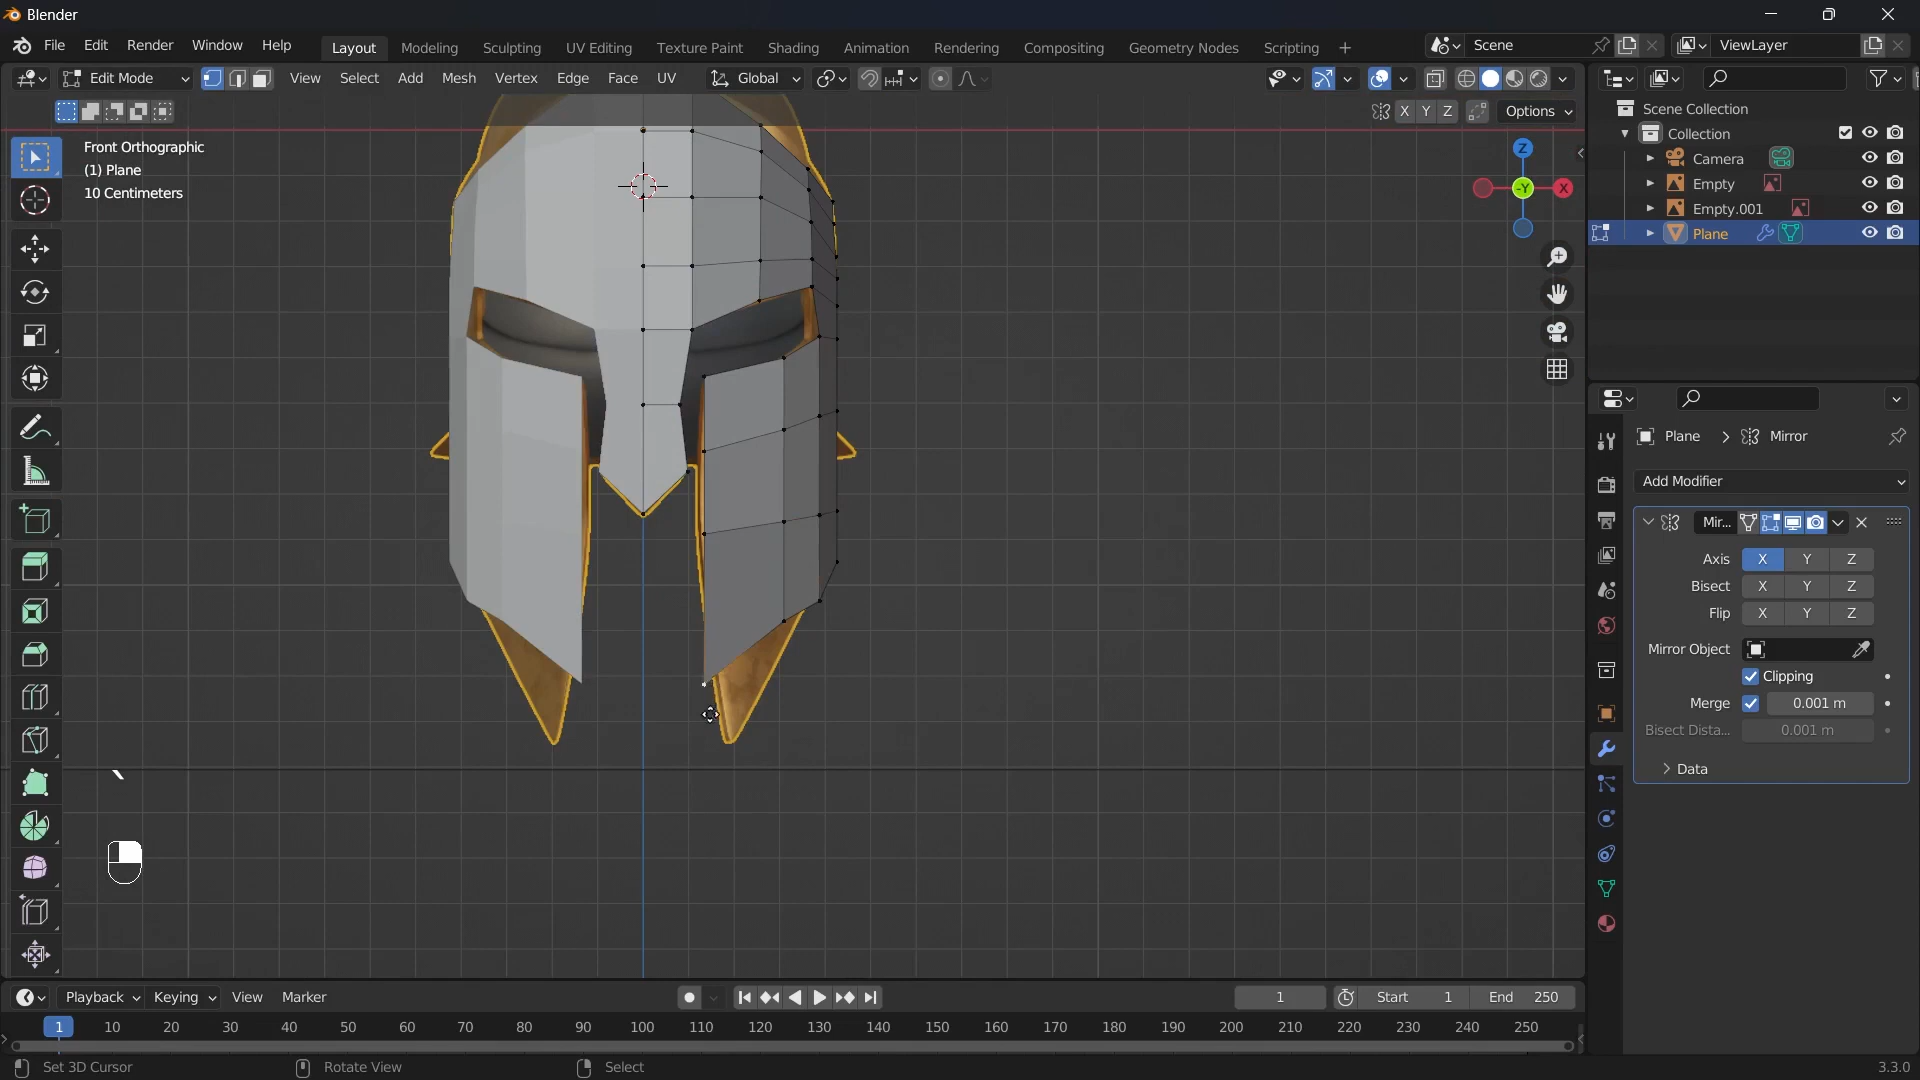 Blender
File Edit Render Window Help Layout Modeling Sculpting UV Editing Texture Paint Shading Animation Rendering Compositing Geometry Nodes Scripting + Scene ViewLayer
Edit Mode View Select Add Mesh Vertex Edge Face UV Global
X Y Z Options
Front Orthographic
(1) Plane
10 Centimeters
Z
-Y
X
Scene Collection
Collection
Camera
Empty
Empty.001
Plane
Plane > Mirror
Add Modifier
Mir...
Axis X Y Z
Bisect X Y Z
Flip X Y Z
Mirror Object
Clipping
Merge 0.001 m
Bisect Dista... 0.001 m
Data
Playback Keying View Marker 1 Start 1 End 250
1 10 20 30 40 50 60 70 80 90 100 110 120 130 140 150 160 170 180 190 200 210 220 230 240 250
Set 3D Cursor Rotate View Select 3.3.0